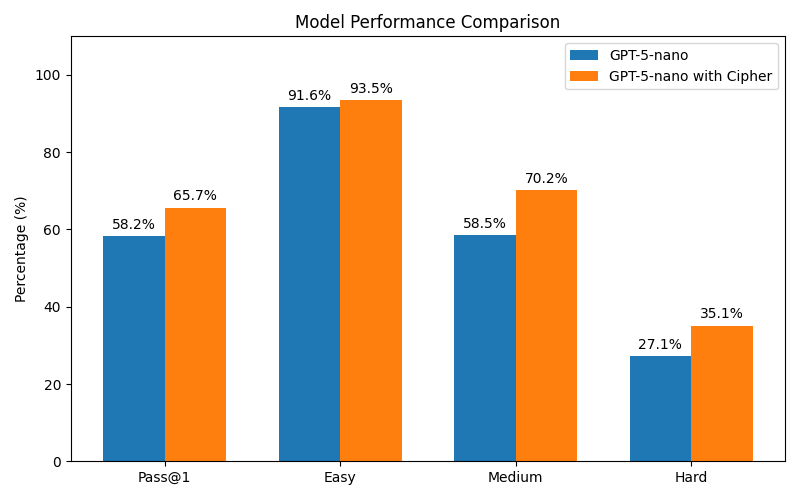 Model Performance Comparison
GPT-5-nano
GPT-5-nano with Cipher
Percentage (%)
100
80
60
40
20
0
58.2%
65.7%
91.6%
93.5%
58.5%
70.2%
27.1%
35.1%
Pass@1
Easy
Medium
Hard